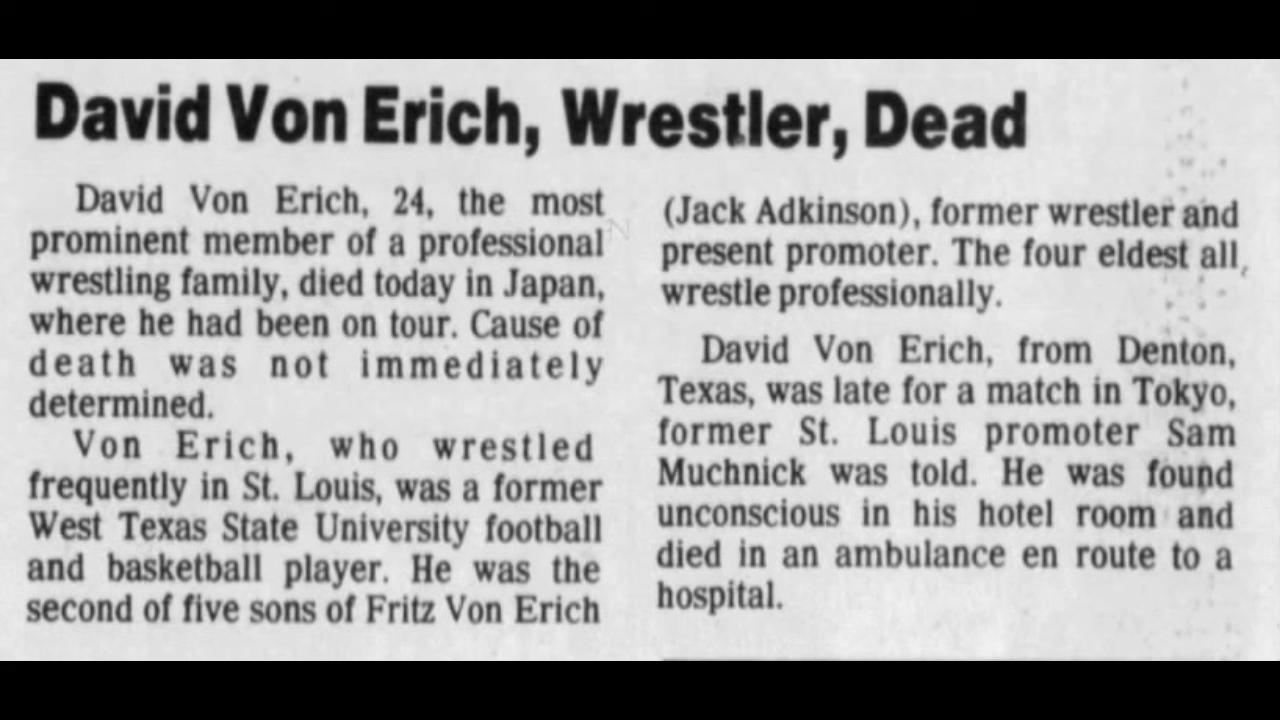 David Von Erich, Wrestler, Dead
David Von Erich, 24, the most
prominent member of a professional
wrestling family, died today in Japan,
where he had been on tour. Cause of
death was not immediately
determined.
Von Erich, who wrestled
frequently in St. Louis, was a former
West Texas State University football
and basketball player. He was the
second of five sons of Fritz Von Erich
(Jack Adkinson), former wrestler and
present promoter. The four eldest all
wrestle professionally.
David Von Erich, from Denton,
Texas, was late for a match in Tokyo,
former St. Louis promoter Sam
Muchnick was told. He was found
unconscious in his hotel room and
died in an ambulance en route to a
hospital.